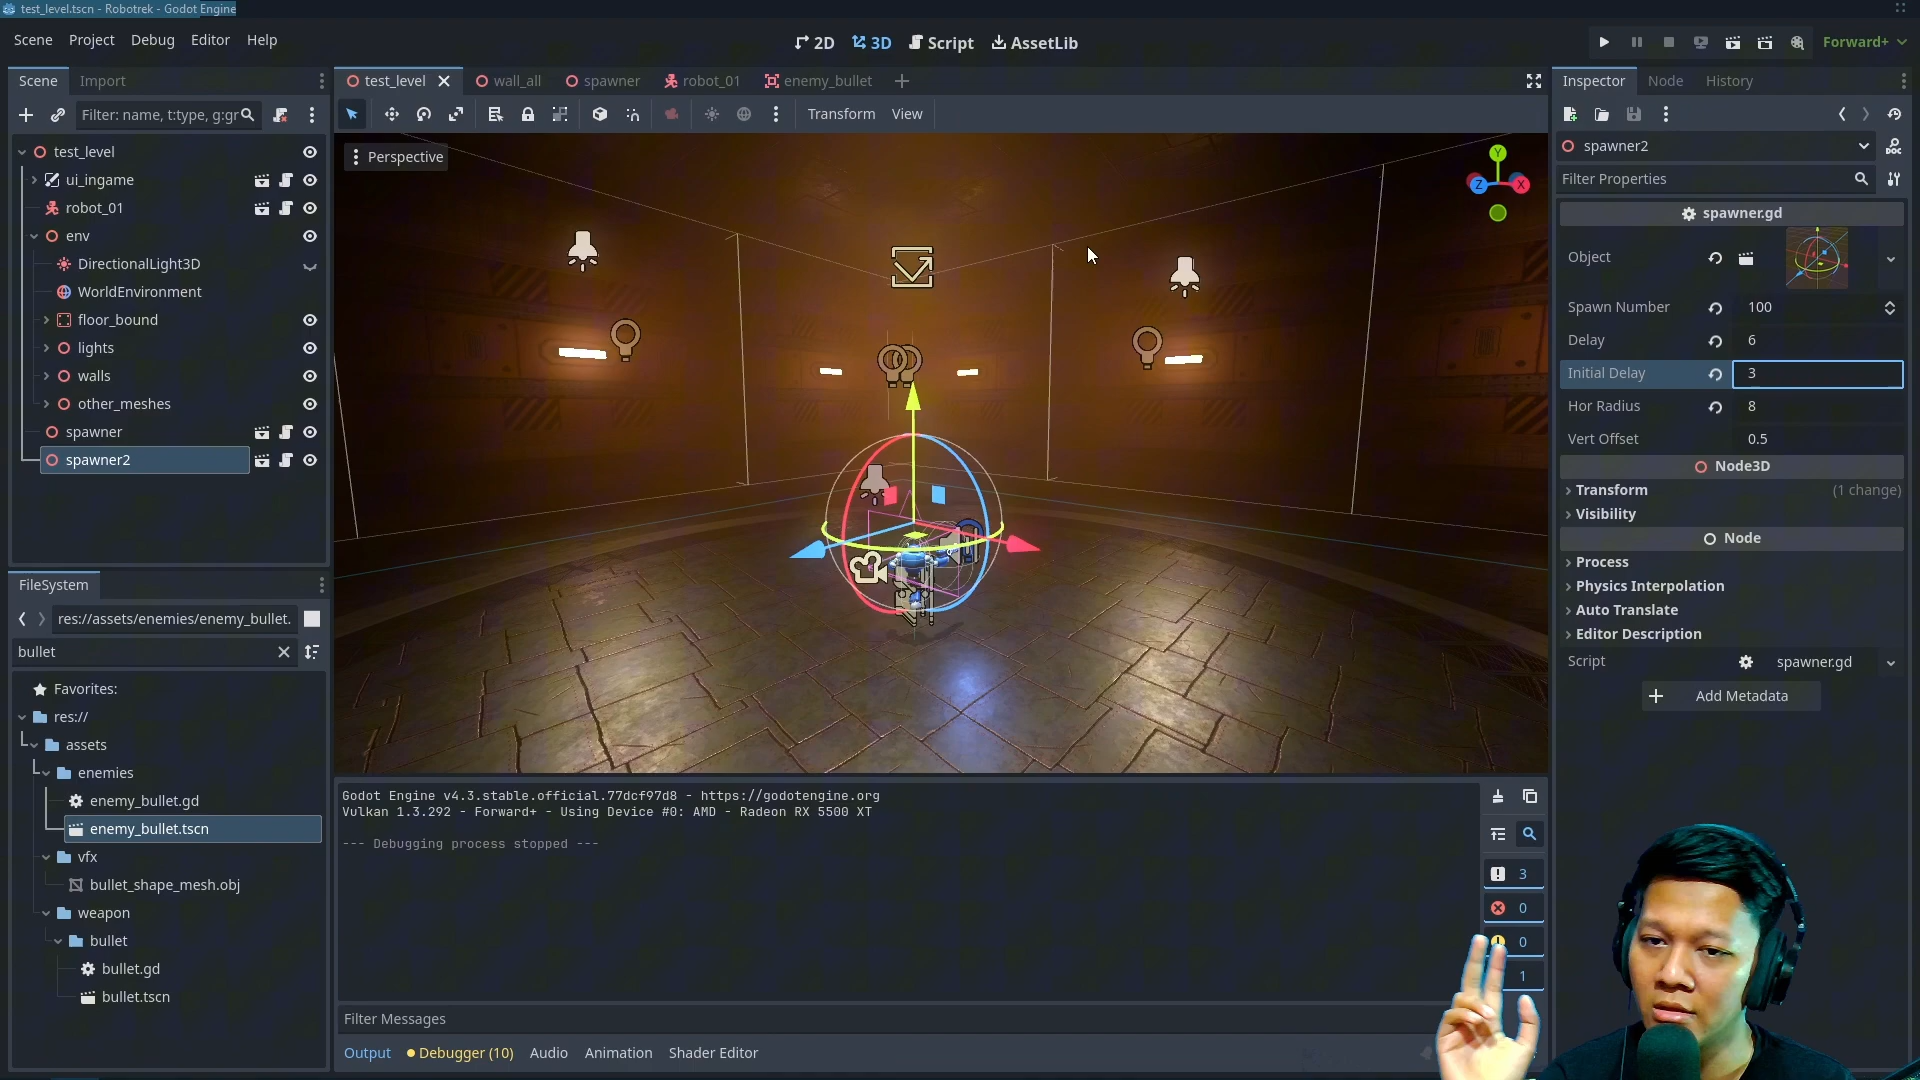 test_level.tscn - Robotrek - Godot Engine
Scene Project Debug Editor Help
2D 3D Script AssetLib
Forward+
Scene Import
Filter: name, t:type, g:gr
test_level
ui_ingame
robot_01
env
DirectionalLight3D
WorldEnvironment
floor_bound
lights
walls
other_meshes
spawner
spawner2
FileSystem
res://assets/enemies/enemy_bullet.
bullet
Favorites:
res://
assets
enemies
enemy_bullet.gd
enemy_bullet.tscn
vfx
bullet_shape_mesh.obj
weapon
bullet
bullet.gd
bullet.tscn
test_level wall_all spawner robot_01 enemy_bullet
Transform View
Perspective
Y
Z X
Godot Engine v4.3.stable.official.77dcf97d8 - https://godotengine.org
Vulkan 1.3.292 - Forward+ - Using Device #0: AMD - Radeon RX 5500 XT
--- Debugging process stopped ---
3
0
0
1
Filter Messages
Output Debugger (10) Audio Animation Shader Editor
Inspector Node History
spawner2
Filter Properties
spawner.gd
Object
Spawn Number 100
Delay 6
Initial Delay 3
Hor Radius 8
Vert Offset 0.5
Node3D
Transform (1 change)
Visibility
Node
Process
Physics Interpolation
Auto Translate
Editor Description
Script spawner.gd
Add Metadata